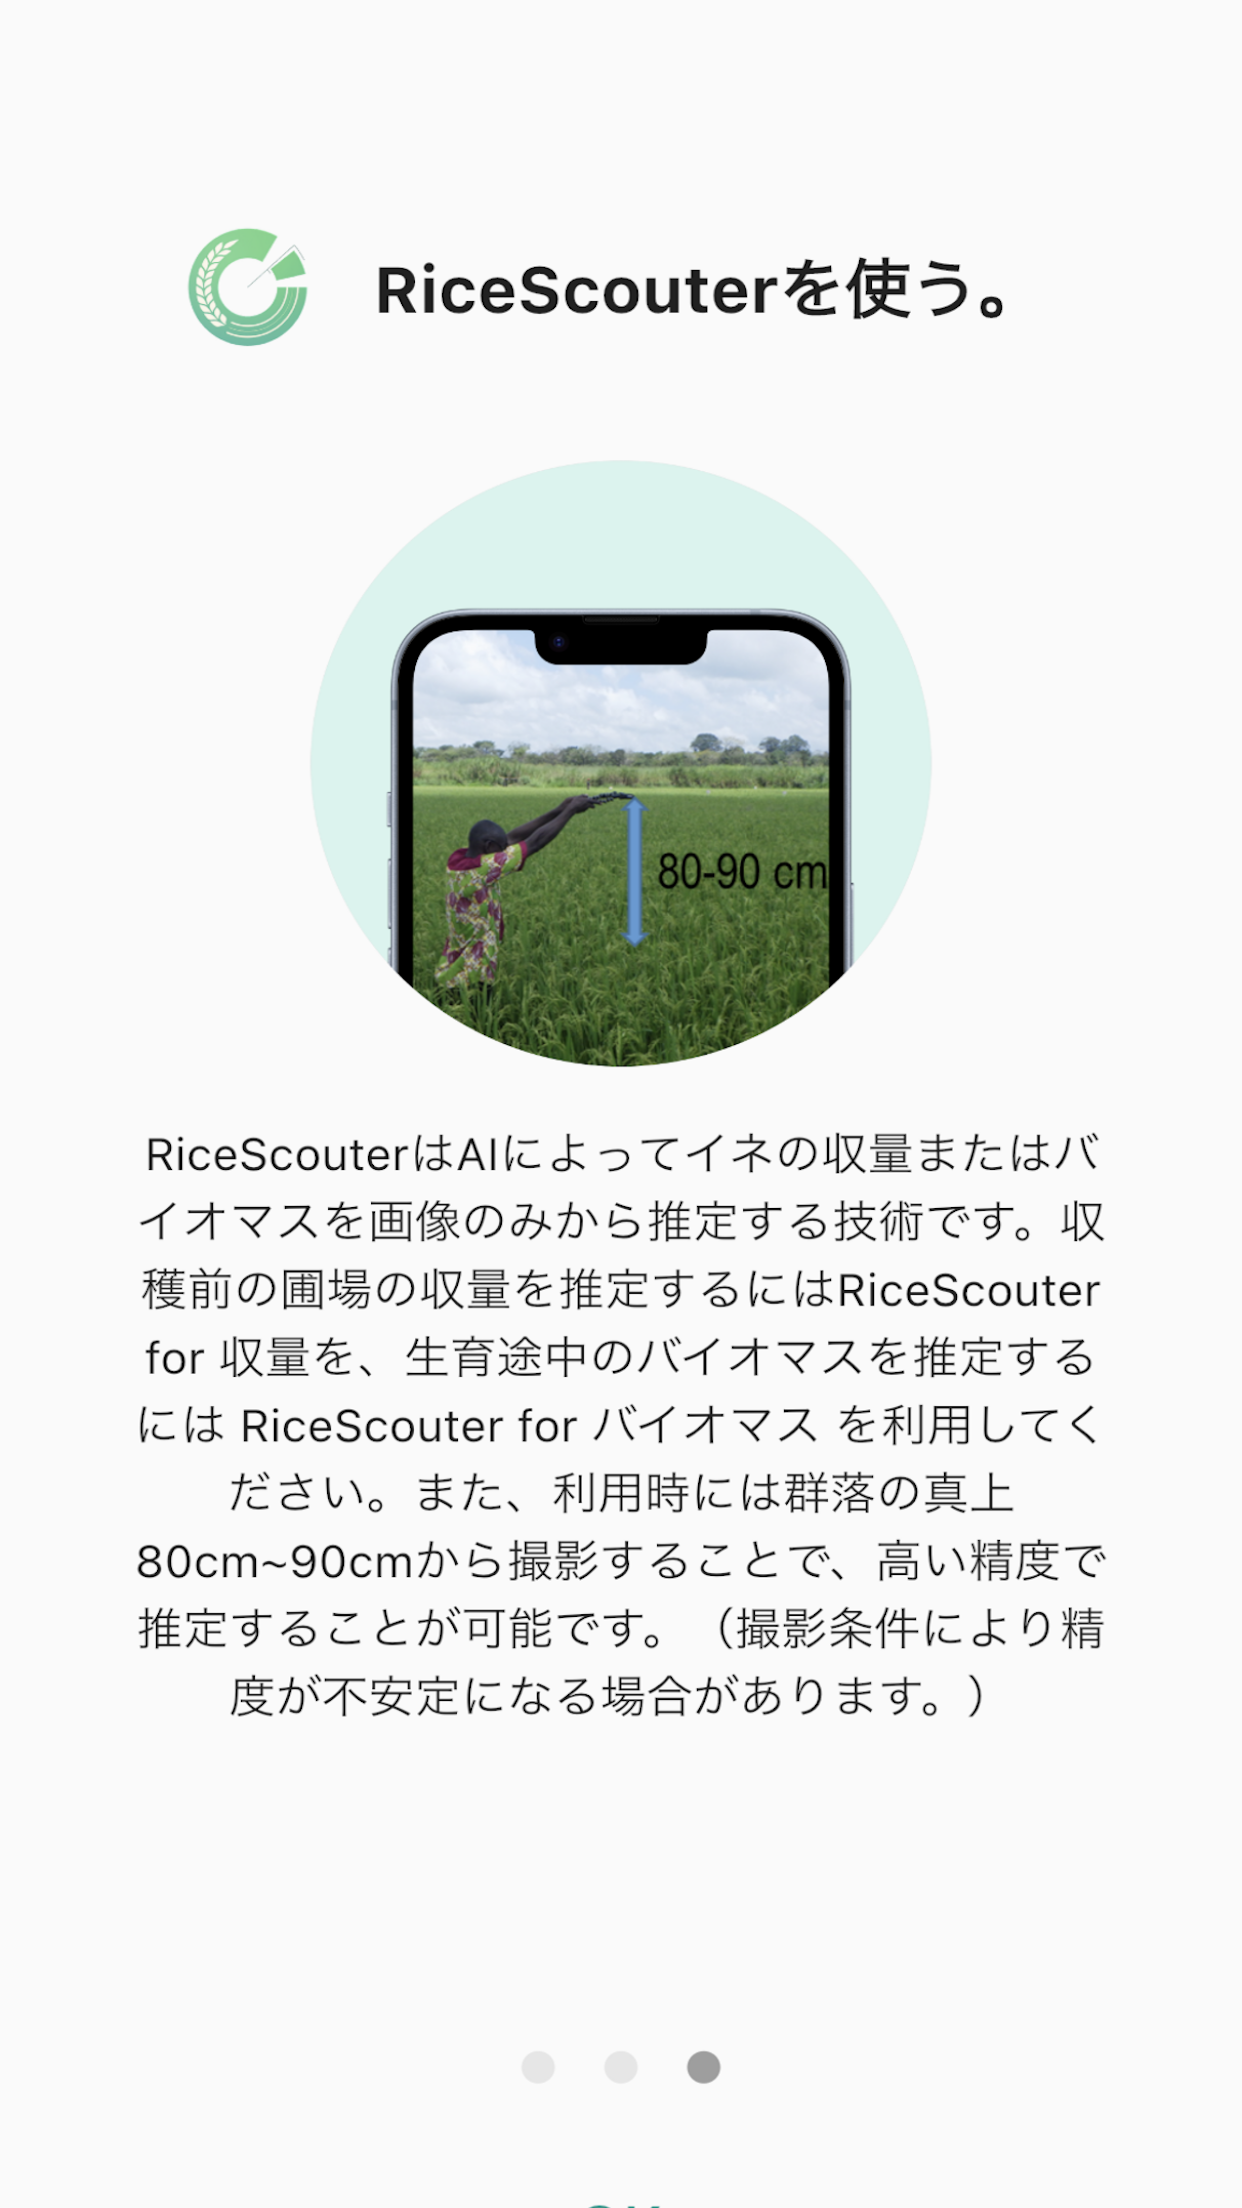 RiceScouterを使う。
80-90 cm
RiceScouterはAIによってイネの収量またはバ
イオマスを画像のみから推定する技術です。収
穫前の圃場の収量を推定するにはRiceScouter
for 収量を、生育途中のバイオマスを推定する
には RiceScouter for バイオマス を利用してく
ださい。また、利用時には群落の真上
80cm~90cmから撮影することで、高い精度で
推定することが可能です。（撮影条件により精
度が不安定になる場合があります。）